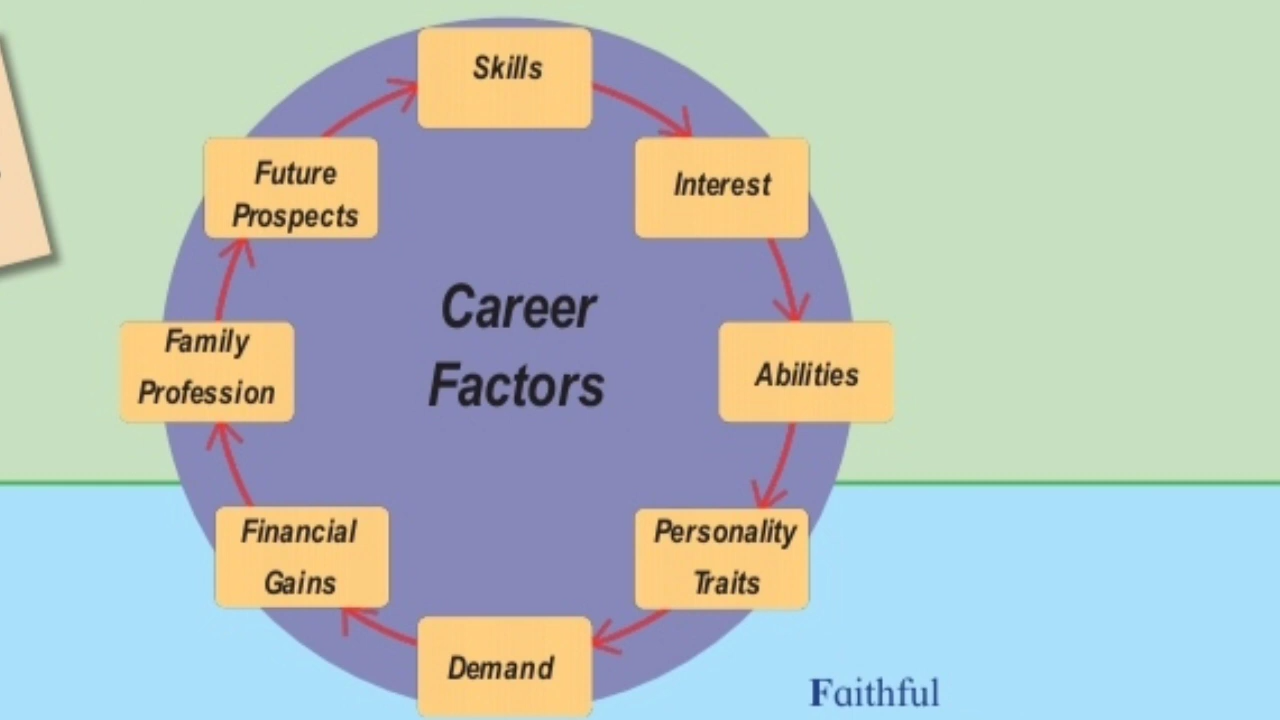 Skills
Interest
Abilities
Personality
Traits
Demand
Financial
Gains
Family
Profession
Future
Prospects
Career
Factors
Faithful